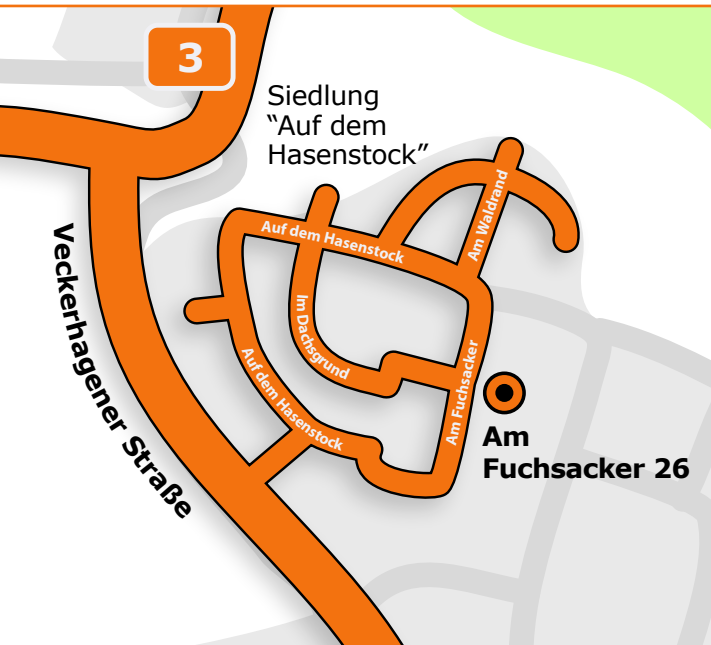 3
Siedlung
“Auf dem
Hasenstock”
Am Waldrand
Auf dem Hasenstock
Veckerhagener Straße
Im Dachsgrund
Am Fuchsacker
Auf dem Hasenstock
Am
Fuchsacker 26